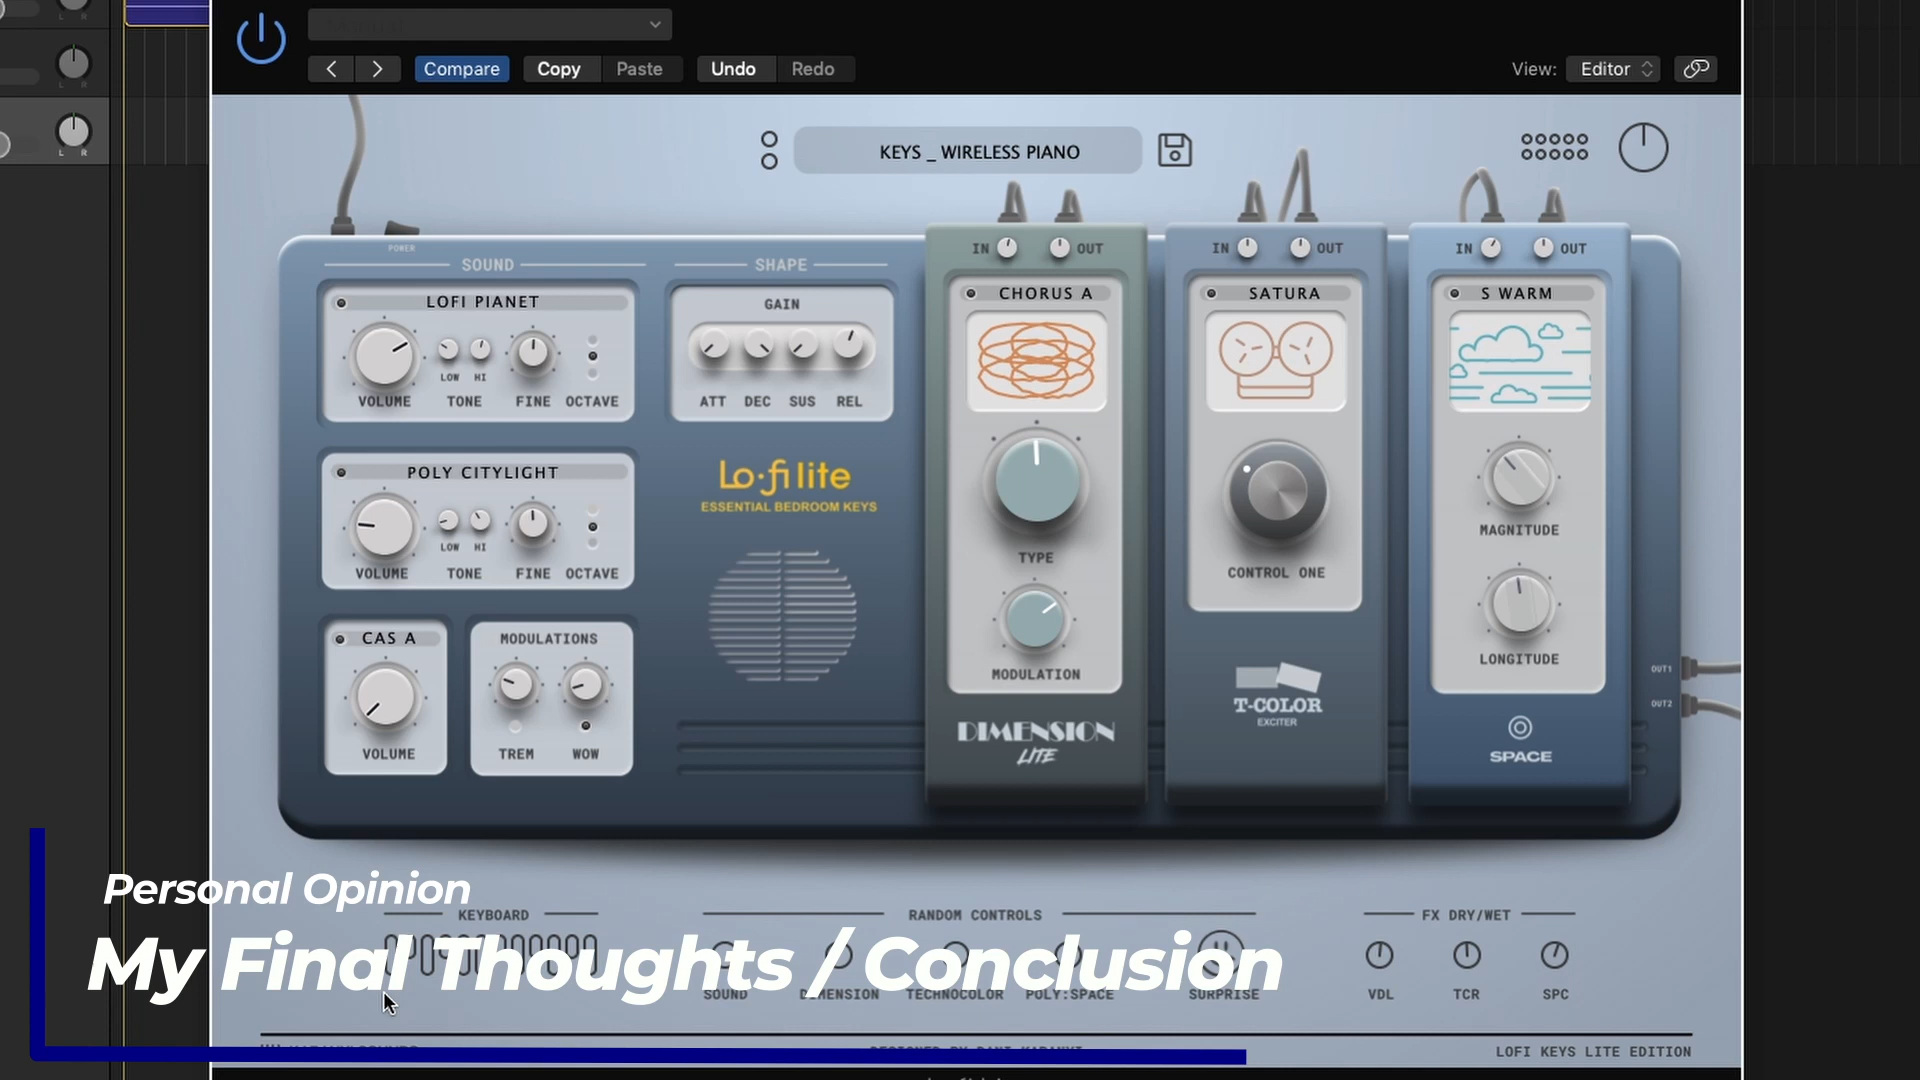 Compare
Copy
Paste
Undo
Redo
View:
Editor
L R
L R
L R
KEYS _ WIRELESS PIANO
POWER
SOUND
SHAPE
LOFI PIANET
VOLUME
LOW HI
TONE
FINE
OCTAVE
GAIN
ATT DEC SUS REL
POLY CITYLIGHT
VOLUME
LOW HI
TONE
FINE
OCTAVE
Lo·fi lite
ESSENTIAL BEDROOM KEYS
CAS A
VOLUME
MODULATIONS
TREM
WOW
IN OUT
CHORUS A
TYPE
MODULATION
DIMENSION
LITE
IN OUT
SATURA
CONTROL ONE
T-COLOR
EXCITER
IN OUT
S WARM
MAGNITUDE
LONGITUDE
SPACE
OUT1
OUT2
Personal Opinion
My Final Thoughts / Conclusion
KEYBOARD
RANDOM CONTROLS
SOUND
DIMENSION
TECHNOCOLOR
POLY:SPACE
SURPRISE
FX DRY/WET
VDL
TCR
SPC
LOFI KEYS LITE EDITION